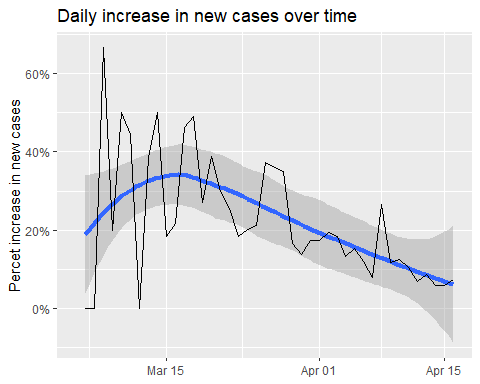 Daily increase in new cases over time
Percet increase in new cases
60%
40%
20%
0%
Mar 15
Apr 01
Apr 15